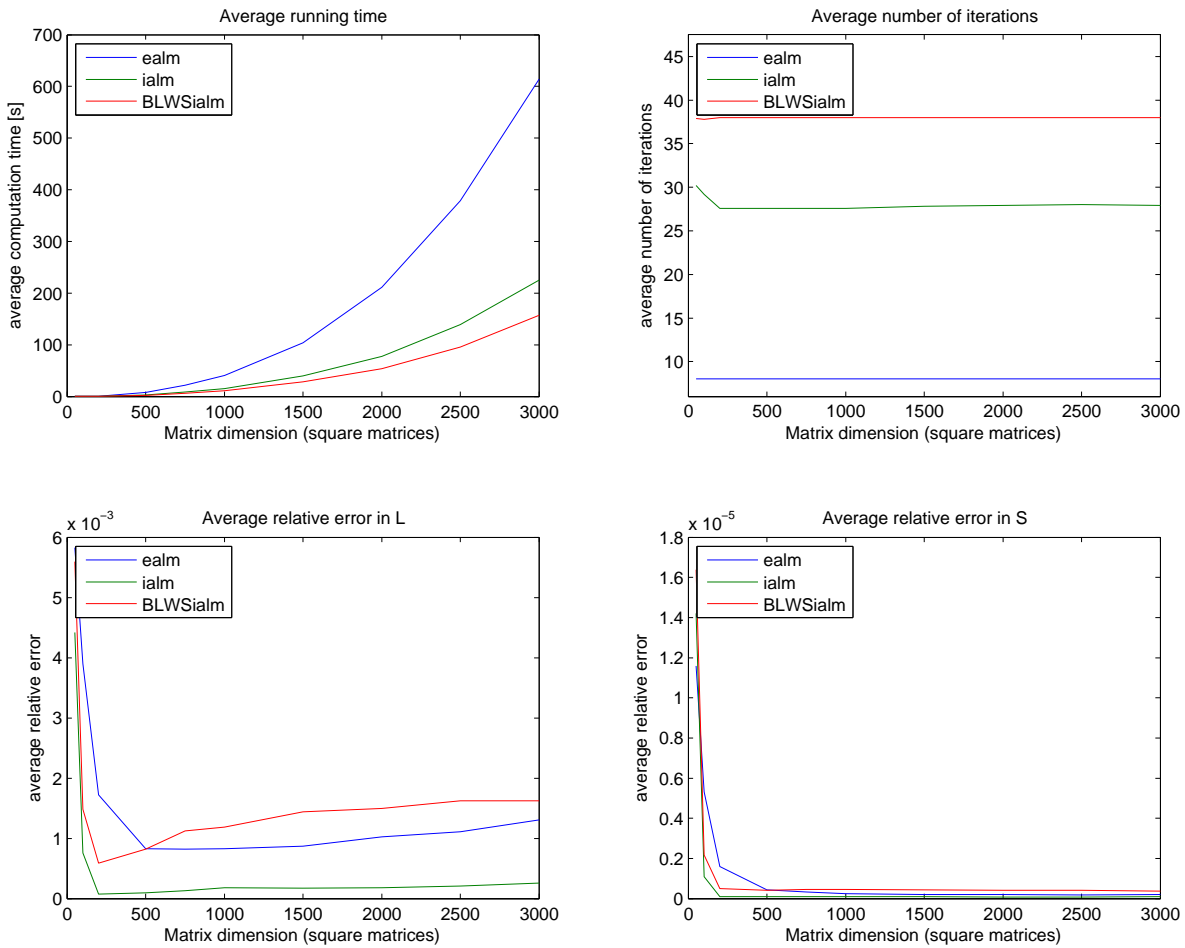 Average running time
700
600
500
400
300
200
100
0
average computation time [s]
ealm
ialm
BLWSialm
0 500 1000 1500 2000 2500 3000
Matrix dimension (square matrices)
Average number of iterations
45
40
35
30
25
20
15
10
average number of iterations
ealm
ialm
BLWSialm
0 500 1000 1500 2000 2500 3000
Matrix dimension (square matrices)
Average relative error in L
x 10⁻³
6
5
4
3
2
1
0
average relative error
ealm
ialm
BLWSialm
0 500 1000 1500 2000 2500 3000
Matrix dimension (square matrices)
Average relative error in S
x 10⁻⁵
1.8
1.6
1.4
1.2
1
0.8
0.6
0.4
0.2
0
average relative error
ealm
ialm
BLWSialm
0 500 1000 1500 2000 2500 3000
Matrix dimension (square matrices)